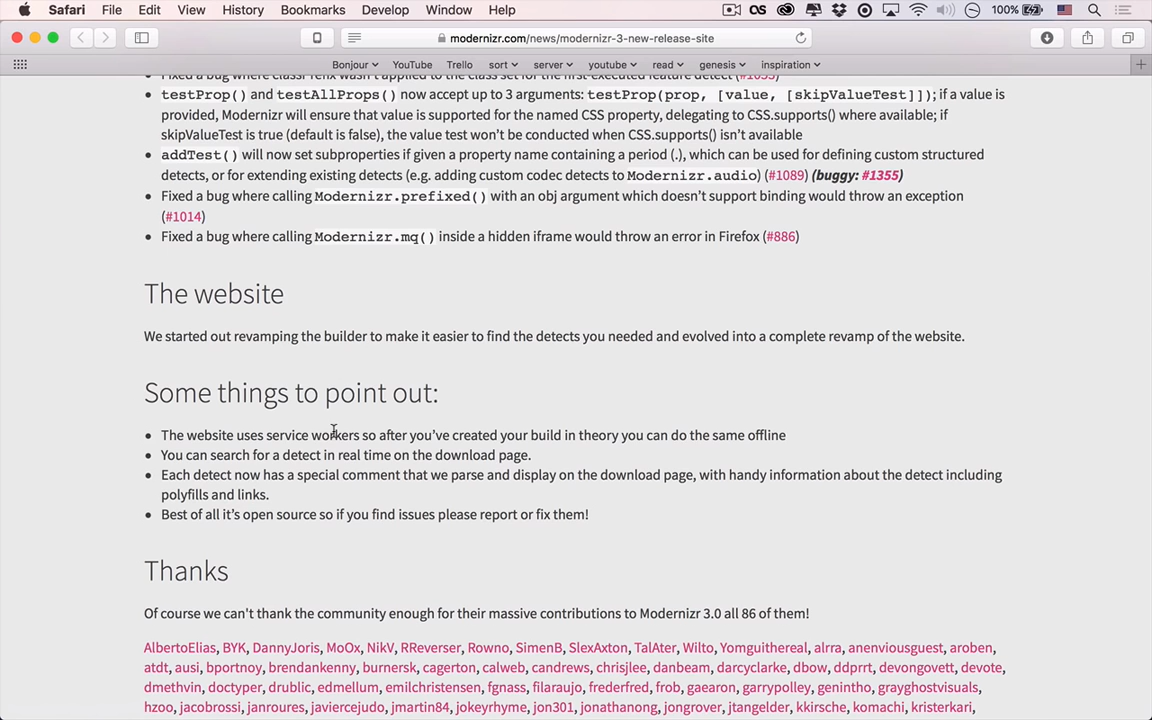 Safari File Edit View History Bookmarks Develop Window Help 100%
modernizr.com/news/modernizr-3-new-release-site
Bonjour YouTube Trello sort server youtube read genesis inspiration
Fixed a bug where classPrefix wasn't applied to the class set for the first-executed feature detect (#1055)
testProp() and testAllProps() now accept up to 3 arguments: testProp(prop, [value, [skipValueTest]]); if a value is
provided, Modernizr will ensure that value is supported for the named CSS property, delegating to CSS.supports() where available; if
skipValueTest is true (default is false), the value test won't be conducted when CSS.supports() isn't available
addTest() will now set subproperties if given a property name containing a period (.), which can be used for defining custom structured
detects, or for extending existing detects (e.g. adding custom codec detects to Modernizr.audio) (#1089) (buggy: #1355)
Fixed a bug where calling Modernizr.prefixed() with an obj argument which doesn't support binding would throw an exception
(#1014)
Fixed a bug where calling Modernizr.mq() inside a hidden iframe would throw an error in Firefox (#886)
The website
We started out revamping the builder to make it easier to find the detects you needed and evolved into a complete revamp of the website.
Some things to point out:
The website uses service workers so after you've created your build in theory you can do the same offline
You can search for a detect in real time on the download page.
Each detect now has a special comment that we parse and display on the download page, with handy information about the detect including
polyfills and links.
Best of all it's open source so if you find issues please report or fix them!
Thanks
Of course we can't thank the community enough for their massive contributions to Modernizr 3.0 all 86 of them!
AlbertoElias, BYK, DannyJoris, MoOx, NikV, RReverser, Rowno, SimenB, SlexAxton, TalAter, Wilto, Yomguithereal, alrra, anenviousguest, aroben,
atdt, ausi, bportnoy, brendankenny, burnersk, cagerton, calweb, candrews, chrisjlee, danbeam, darcyclarke, dbow, ddprrt, devongovett, devote,
dmethvin, doctyper, drublic, edmellum, emilchristensen, fgnass, filaraujo, frederfred, frob, gaearon, garrypolley, genintho, grayghostvisuals,
hzoo, jacobrossi, janroures, javiercejudo, jmartin84, jokeyrhyme, jon301, jonathanong, jongrover, jtangelder, kkirsche, komachi, kristerkari,